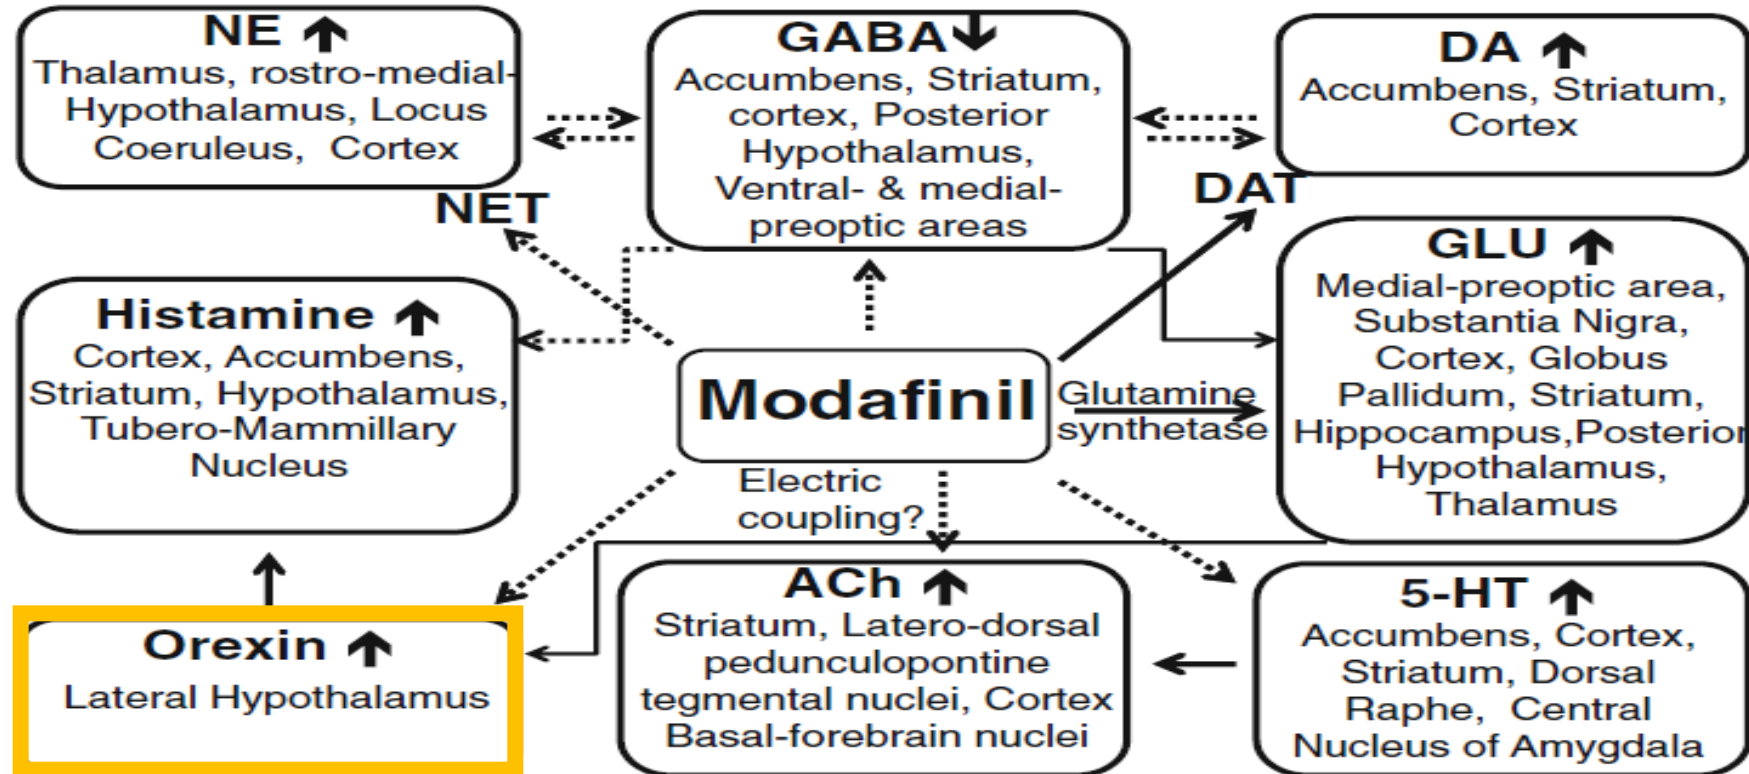 NE ↑
Thalamus, rostro-medial-
Hypothalamus, Locus
Coeruleus, Cortex
GABA↓
Accumbens, Striatum,
cortex, Posterior
Hypothalamus,
Ventral- & medial-
preoptic areas
DA ↑
Accumbens, Striatum,
Cortex
NET
DAT
Histamine ↑
Cortex, Accumbens,
Striatum, Hypothalamus,
Tubero-Mammillary
Nucleus
Modafinil
Glutamine
synthetase
GLU ↑
Medial-preoptic area,
Substantia Nigra,
Cortex, Globus
Pallidum, Striatum,
Hippocampus,Posterior
Hypothalamus,
Thalamus
Electric
coupling?
Orexin ↑
Lateral Hypothalamus
ACh ↑
Striatum, Latero-dorsal
pedunculopontine
tegmental nuclei, Cortex
Basal-forebrain nuclei
5-HT ↑
Accumbens, Cortex,
Striatum, Dorsal
Raphe, Central
Nucleus of Amygdala